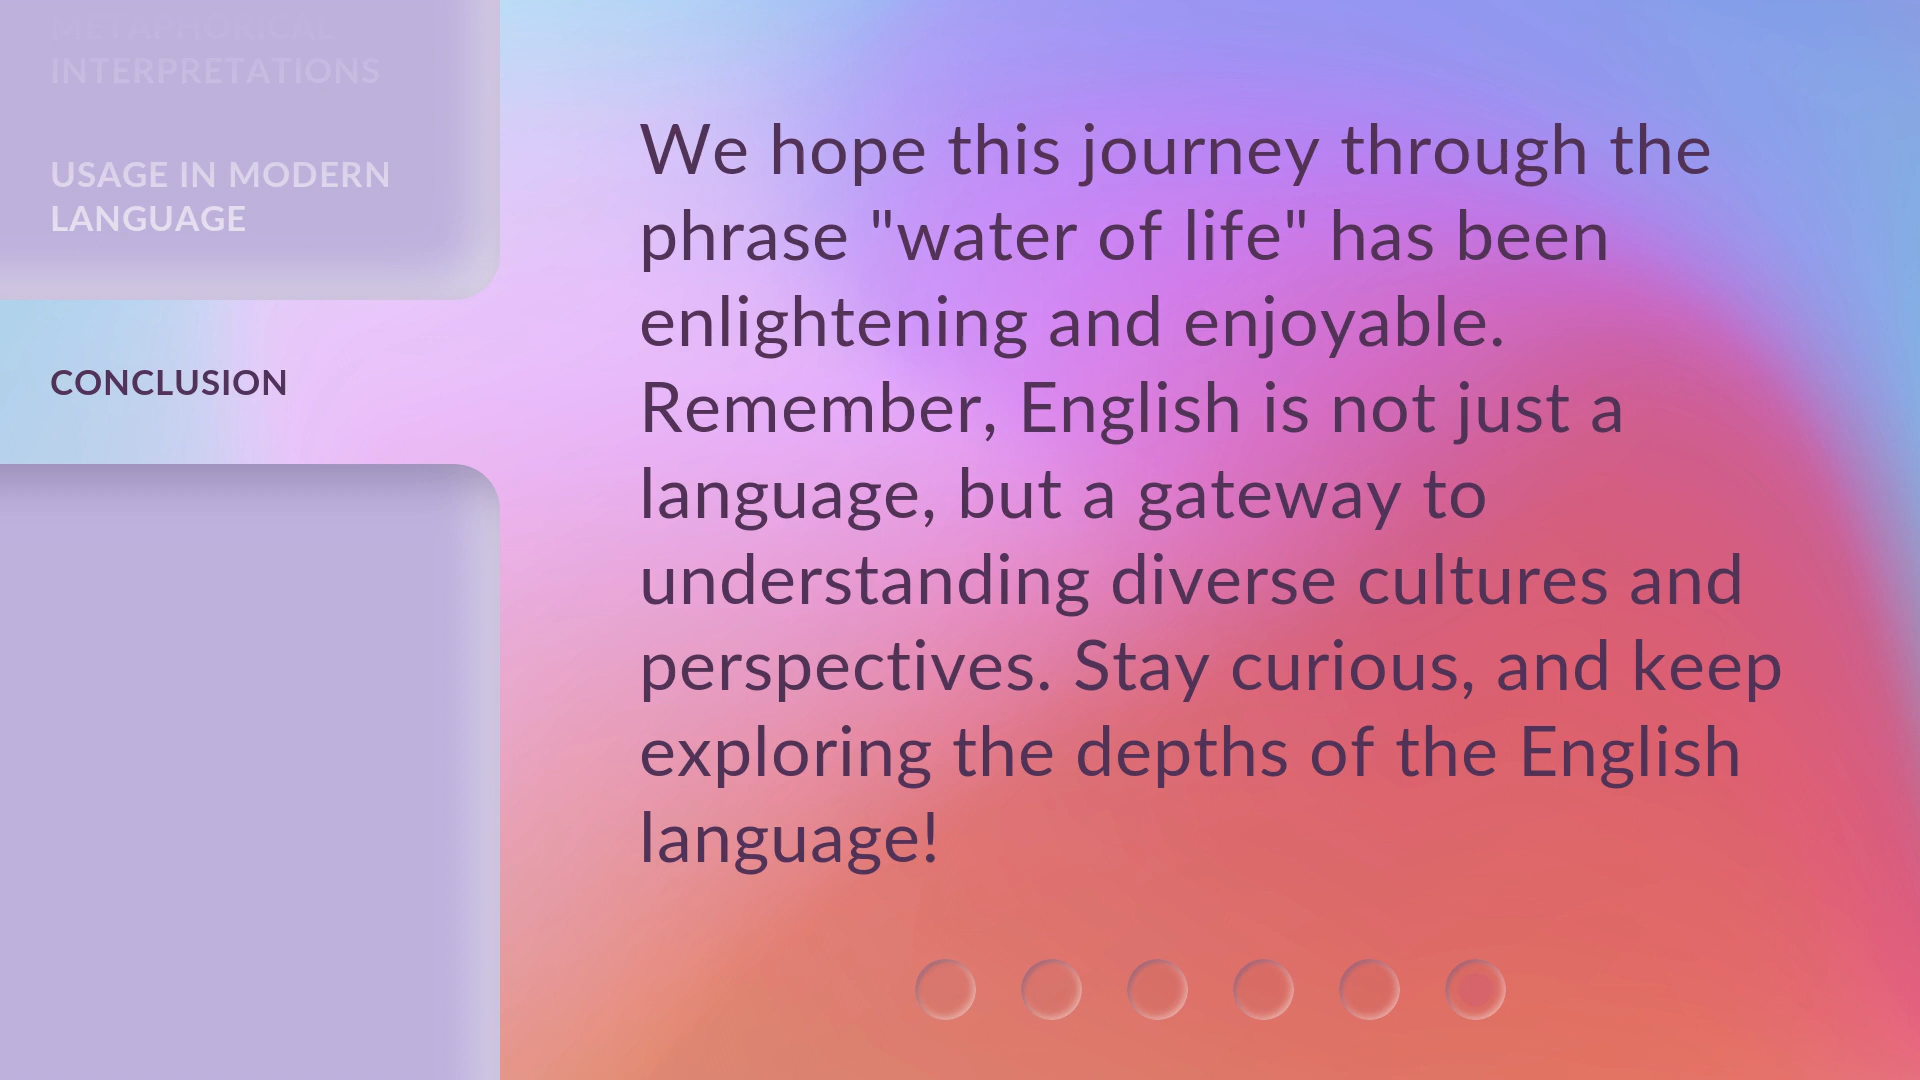 METAPHORICAL
INTERPRETATIONS
USAGE IN MODERN
LANGUAGE
CONCLUSION
We hope this journey through the
phrase "water of life" has been
enlightening and enjoyable.
Remember, English is not just a
language, but a gateway to
understanding diverse cultures and
perspectives. Stay curious, and keep
exploring the depths of the English
language!